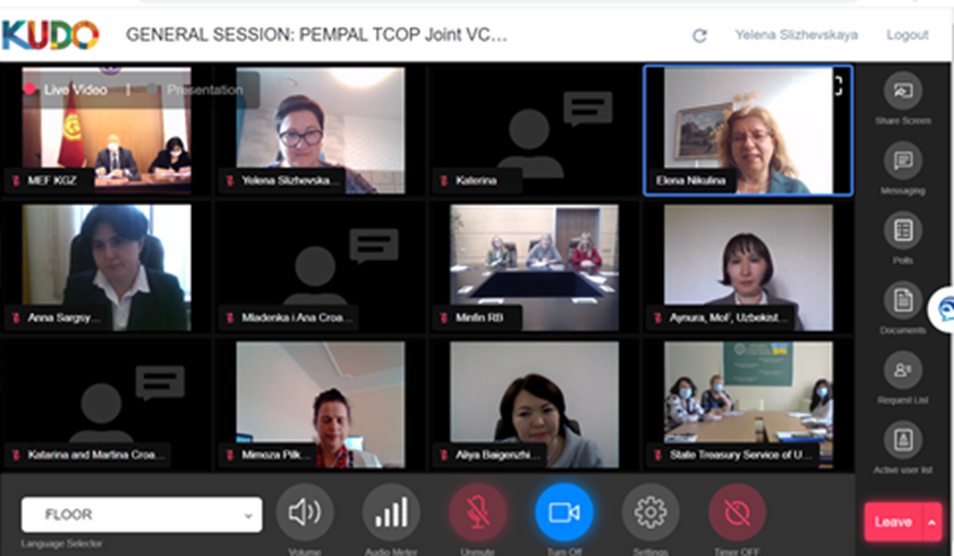 KUDO GENERAL SESSION: PEMPAL TCOP Joint VC... Yelena Slizhevskaya Logout
Live Video | Presentation
Share Screen
MEF KGZ Yelena Slizhevska... Katerina Elena Nikulina
Messaging
Polls
Anna Sargsy... Mladenka i Ana Croa... Minfin RB Aynura, MoF, Uzbekist...
Documents
Request List
Katarina and Martina Croa... Mimoza Pilk... Aliya Baigenzhi... State Treasury Service of U...
Active user list
FLOOR
Leave
Language Selector
Volume Audio Meter Unmute Turn Off Settings Timer OFF